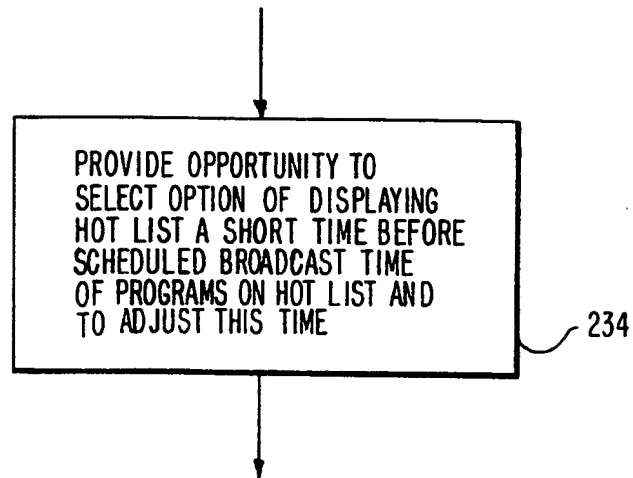 PROVIDE OPPORTUNITY TO
SELECT OPTION OF DISPLAYING
HOT LIST A SHORT TIME BEFORE
SCHEDULED BROADCAST TIME
OF PROGRAMS ON HOT LIST AND
TO ADJUST THIS TIME
234